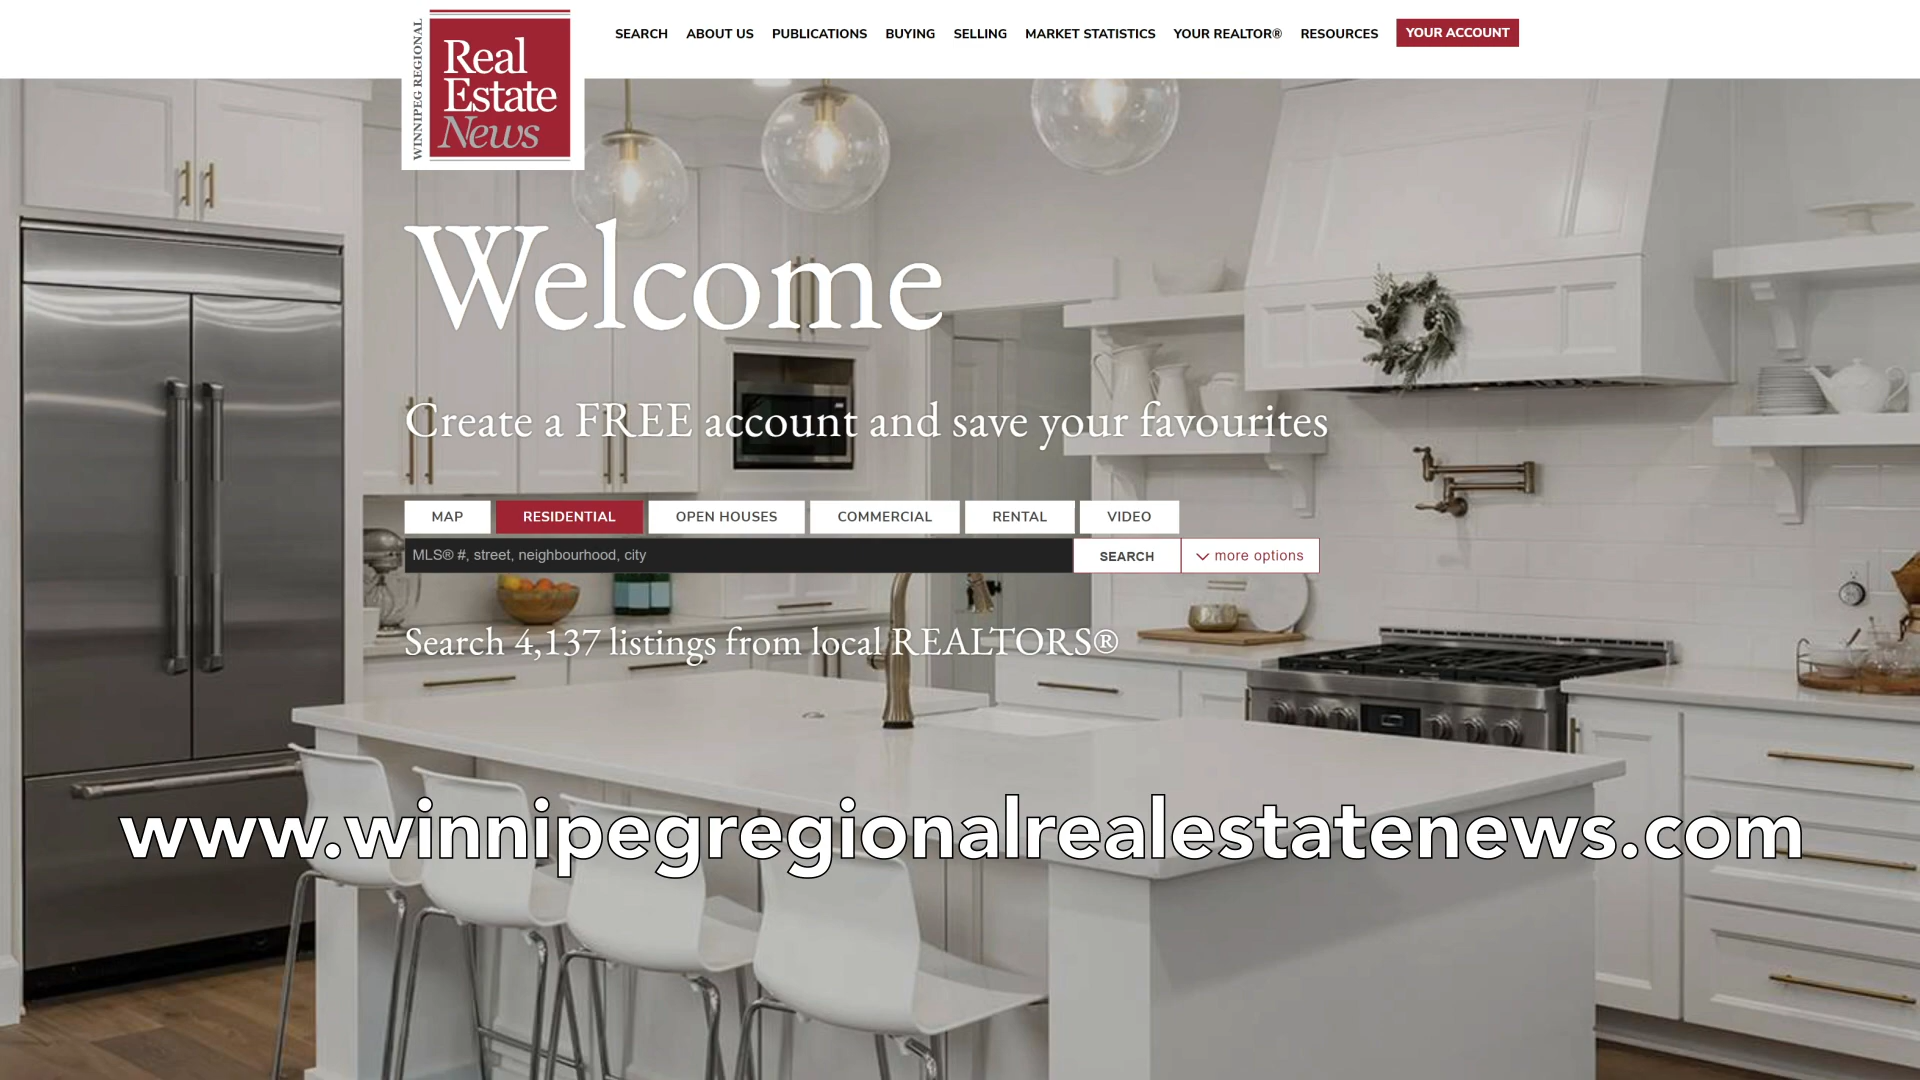 WINNIPEG REGIONAL
Real
Estate
News
SEARCH ABOUT US PUBLICATIONS BUYING SELLING MARKET STATISTICS YOUR REALTOR® RESOURCES YOUR ACCOUNT
Welcome
Create a FREE account and save your favourites
MAP RESIDENTIAL OPEN HOUSES COMMERCIAL RENTAL VIDEO
MLS® #, street, neighbourhood, city SEARCH more options
Search 4,137 listings from local REALTORS®
www.winnipegregionalrealestatenews.com